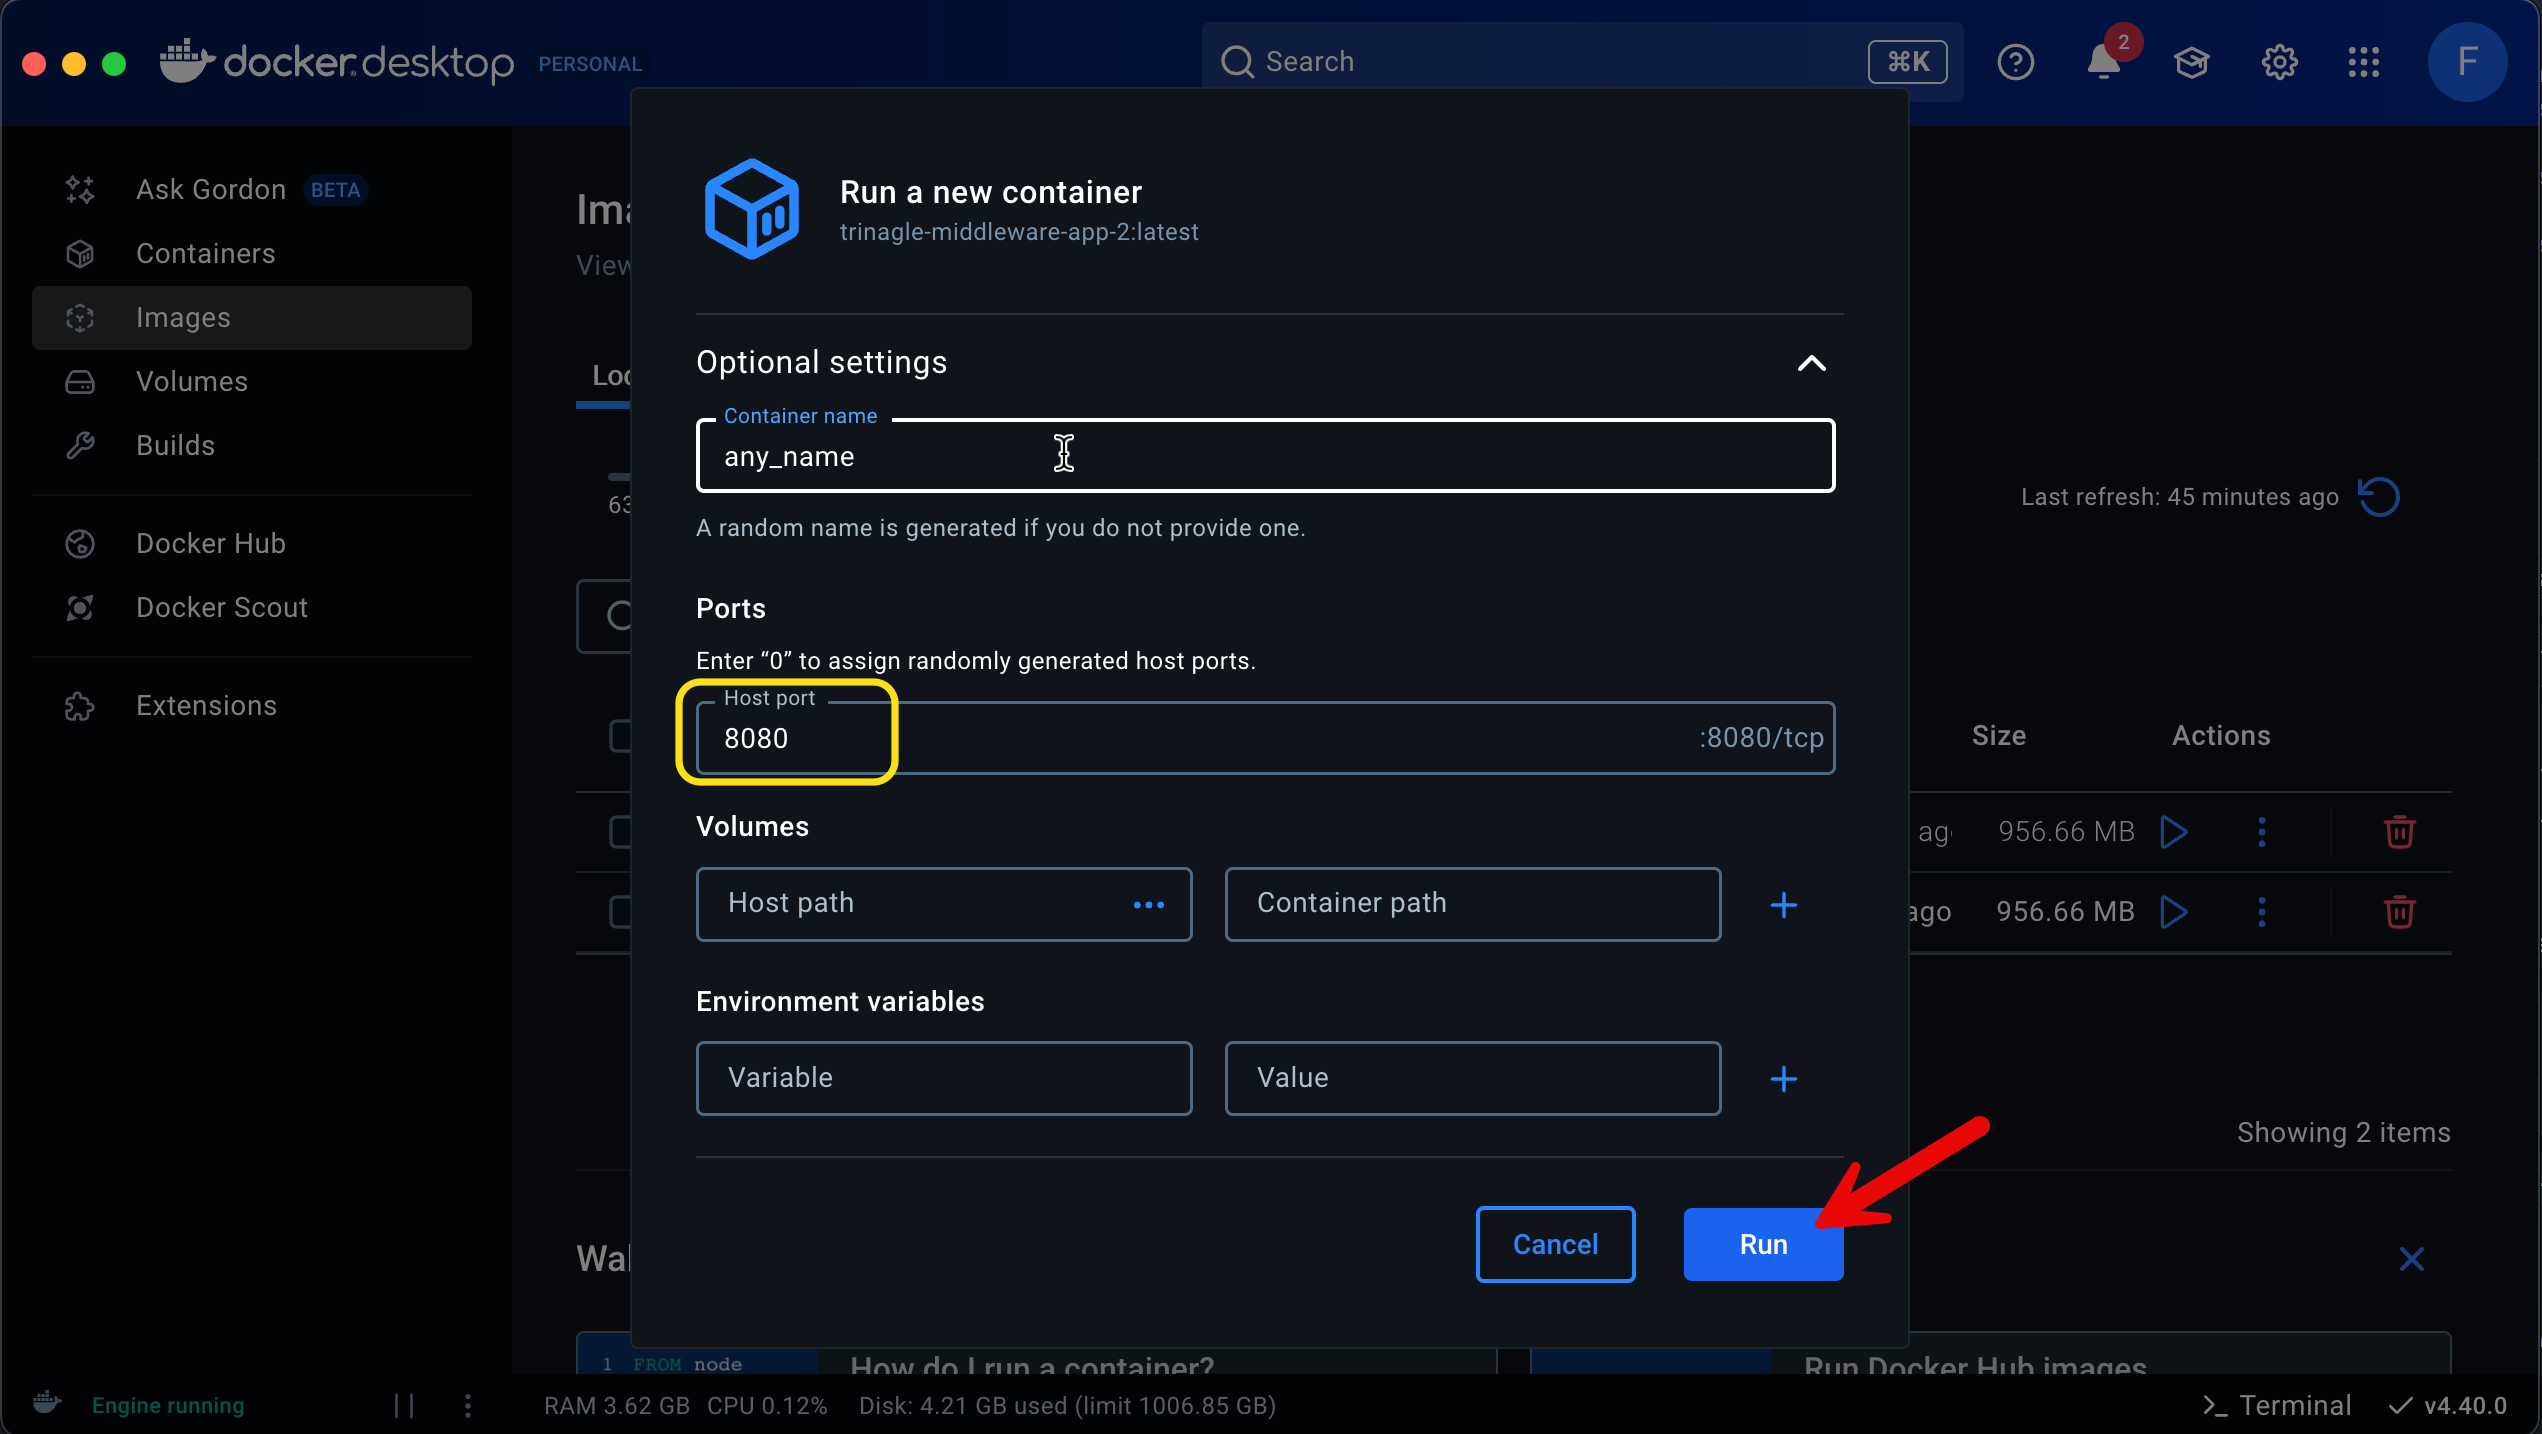 docker desktop PERSONAL
Search
⌘K
2
F
Ask Gordon BETA
Containers
Images
Volumes
Builds
Docker Hub
Docker Scout
Extensions
Ima
View
Loc
63
Run a new container
trinagle-middleware-app-2:latest
Optional settings
Container name
any_name
A random name is generated if you do not provide one.
Ports
Enter “0” to assign randomly generated host ports.
Host port
8080
:8080/tcp
Volumes
Host path
Container path
Environment variables
Variable
Value
Cancel
Run
Last refresh: 45 minutes ago
Size
Actions
ag
956.66 MB
ago
956.66 MB
Showing 2 items
Wal
1 FROM node
How do I run a container?
Run Docker Hub images
Engine running
RAM 3.62 GB CPU 0.12% Disk: 4.21 GB used (limit 1006.85 GB)
Terminal
v4.40.0